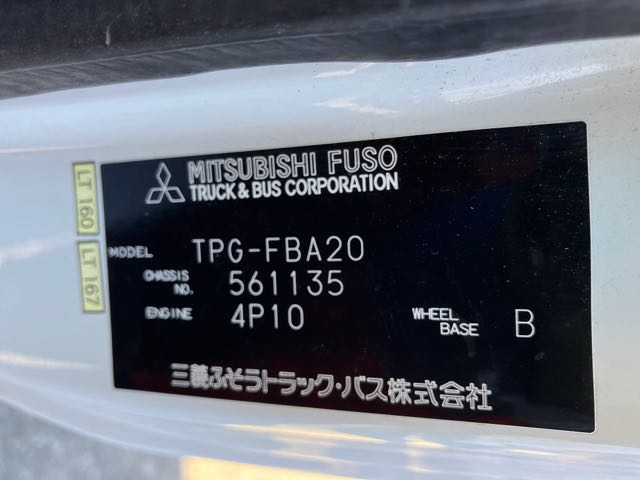 MITSUBISHI FUSO
TRUCK & BUS CORPORATION
LT 160
LT 167
MODEL TPG-FBA20
CHASSIS NO. 561135
ENGINE 4P10
WHEEL BASE B
三菱ふそうトラック・バス株式会社